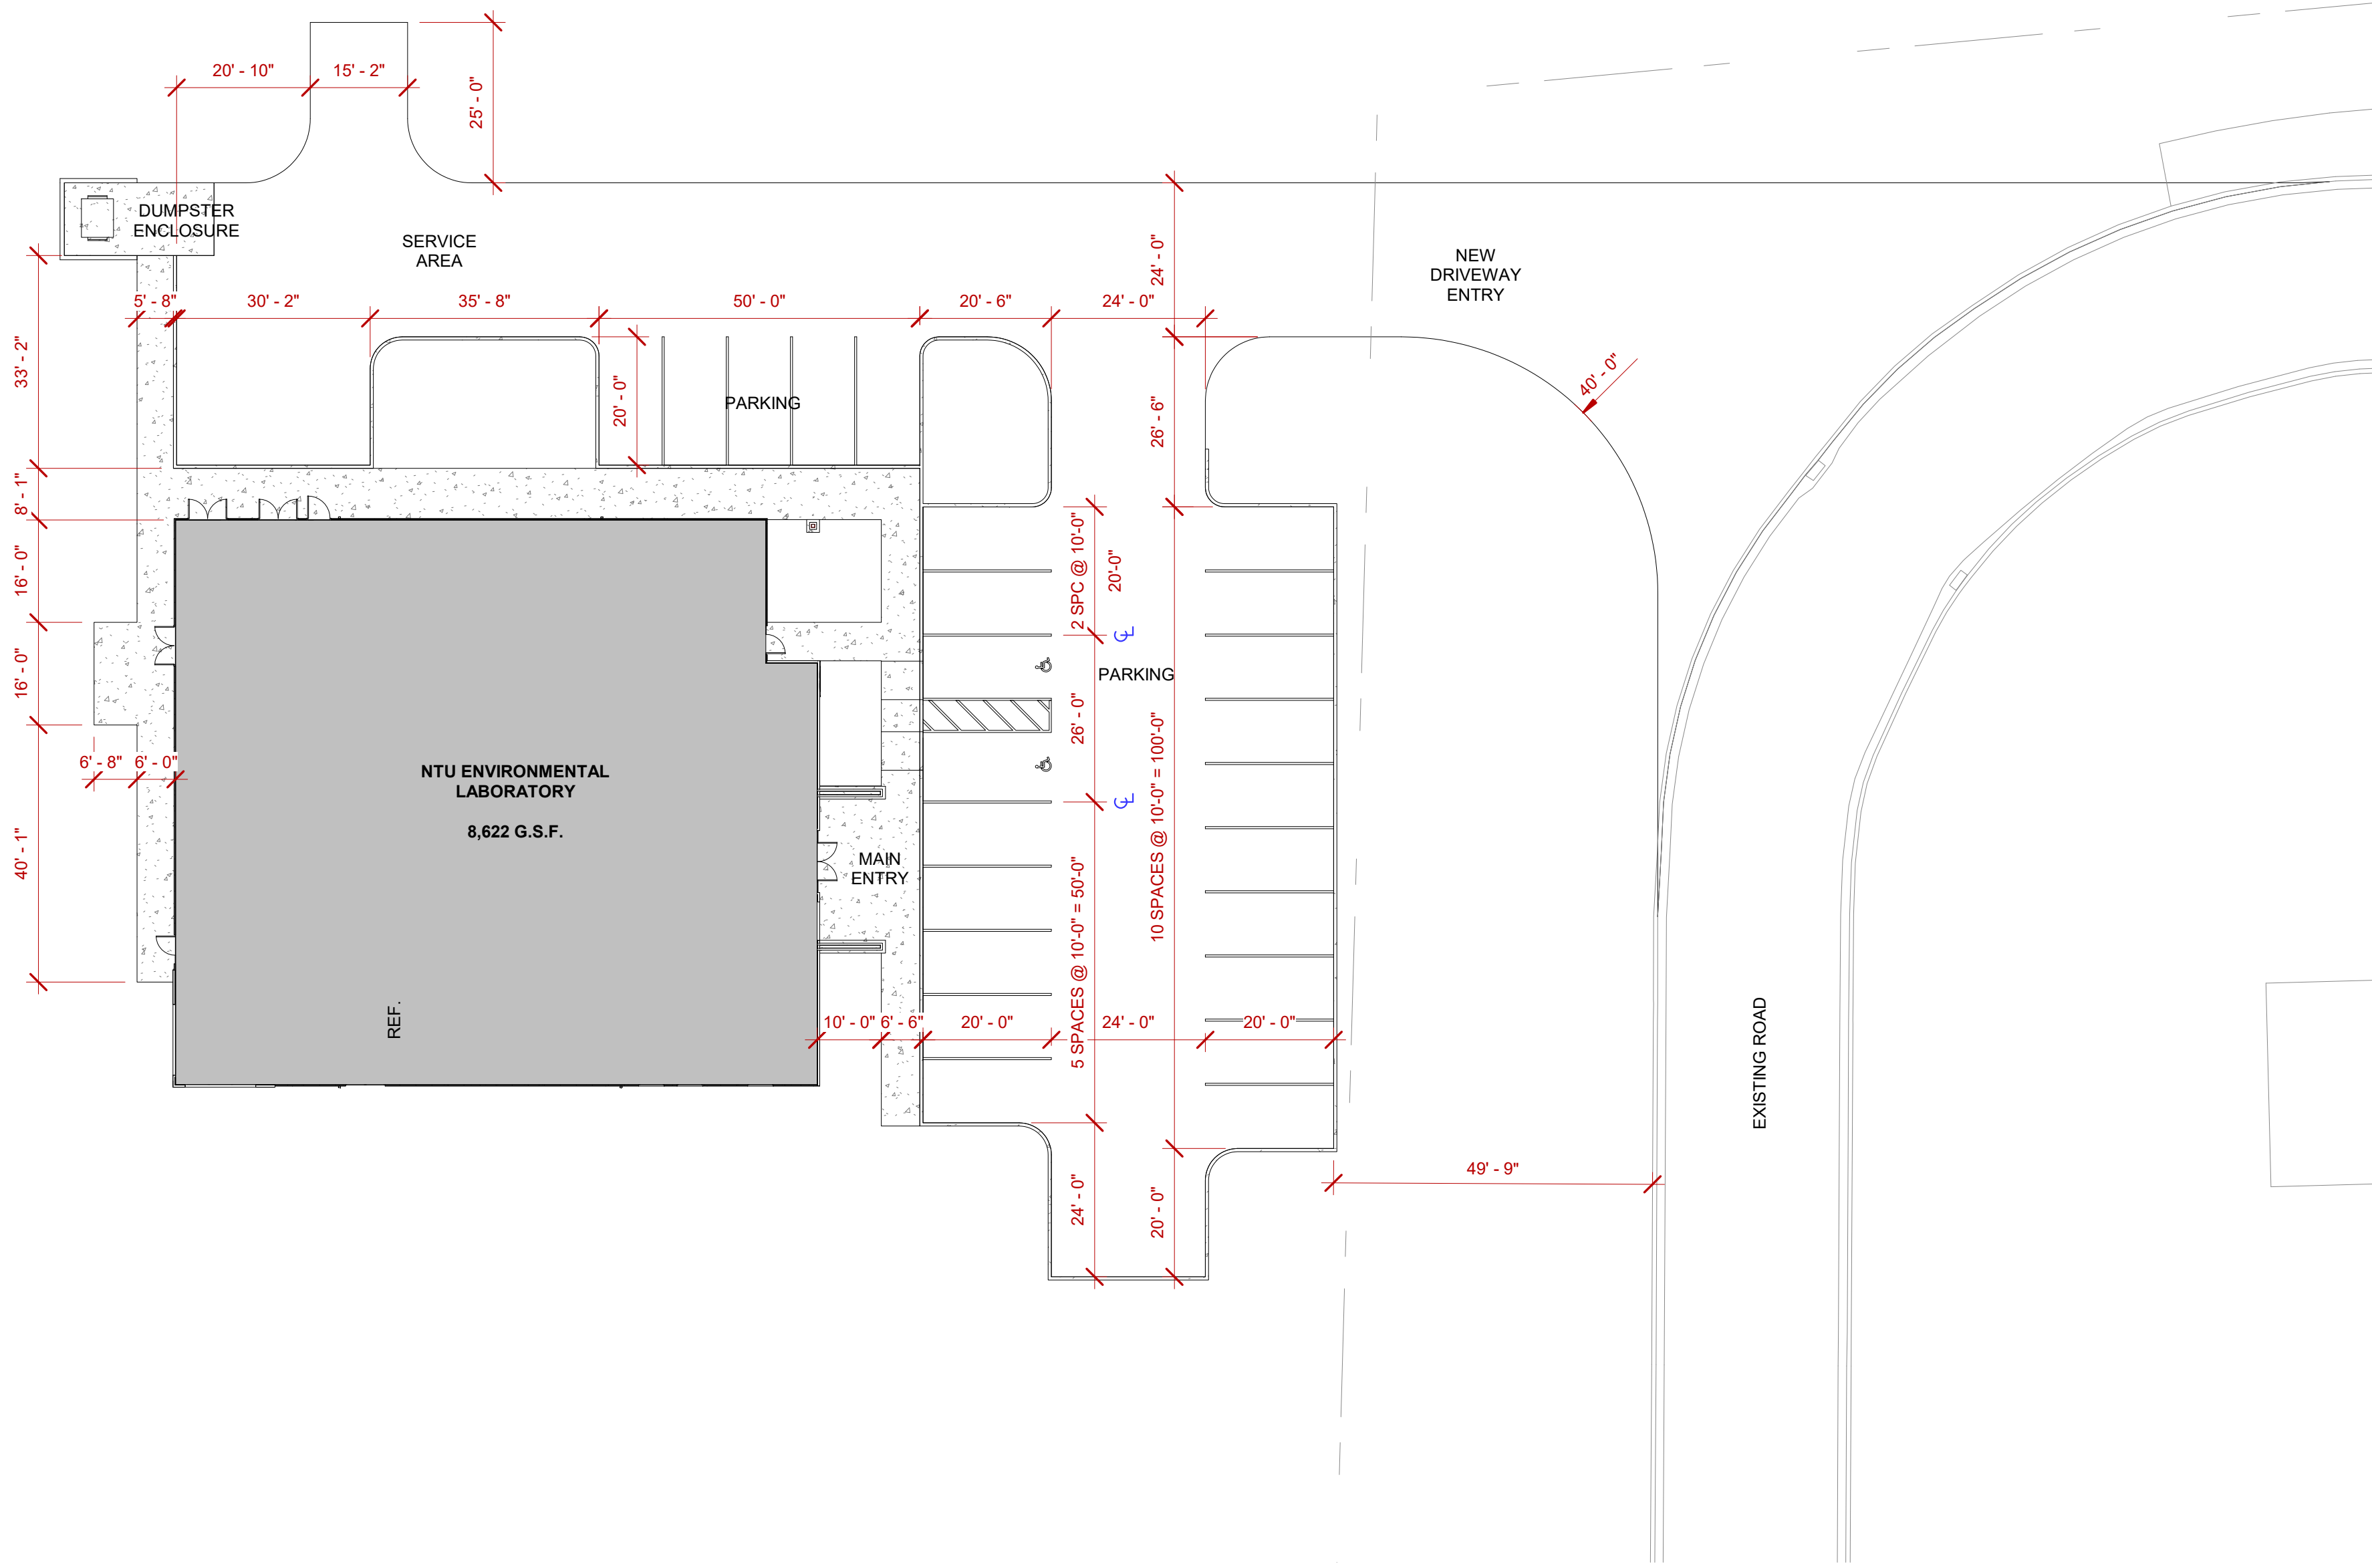 20' - 10"
15' - 2"
25' - 0"
DUMPSTER
ENCLOSURE
SERVICE
AREA
24' - 0"
NEW
DRIVEWAY
ENTRY
5' - 8"
30' - 2"
35' - 8"
50' - 0"
20' - 6"
24' - 0"
33' - 2"
20' - 0"
PARKING
26' - 6"
40' - 0"
8' - 1"
16' - 0"
2 SPC @ 10'-0"
20'-0"
CL
16' - 0"
PARKING
26' - 0"
10 SPACES @ 10'-0" = 100'-0"
6' - 8"
6' - 0"
NTU ENVIRONMENTAL
LABORATORY
8,622 G.S.F.
CL
40' - 1"
MAIN
ENTRY
5 SPACES @ 10'-0" = 50'-0"
REF.
10' - 0"
6' - 6"
20' - 0"
24' - 0"
20' - 0"
EXISTING ROAD
49' - 9"
24' - 0"
20' - 0"